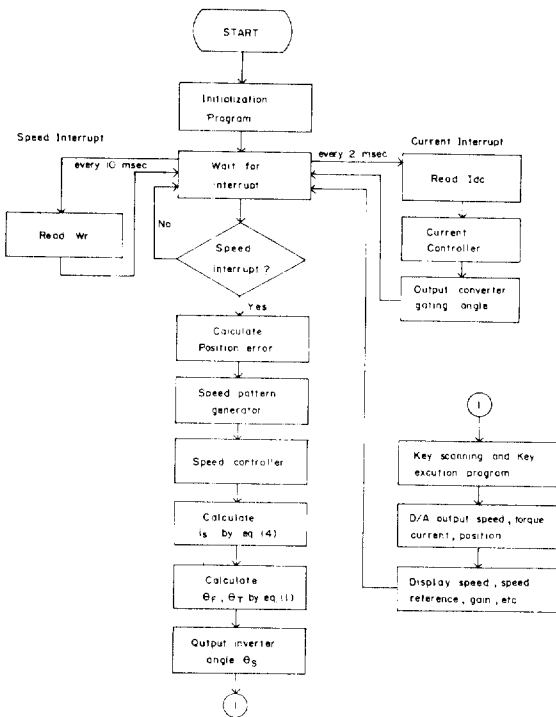 START
Initialization
Program
Speed Interrupt
every 10 msec
Wait for
interrupt
every 2 msec
Current Interrupt
Read Idc
Read Wr
No
Speed
interrupt ?
Current
Controller
Output converter
gating angle
Yes
Calculate
Position error
Speed pattern
generator
Speed controller
Calculate
is by eq (4)
Calculate
θF , θT by eq (1)
Output inverter
angle θS
1
1
Key scanning and Key
excution program
D/A output speed , torque
current , position
Display speed , speed
reference , gain , etc